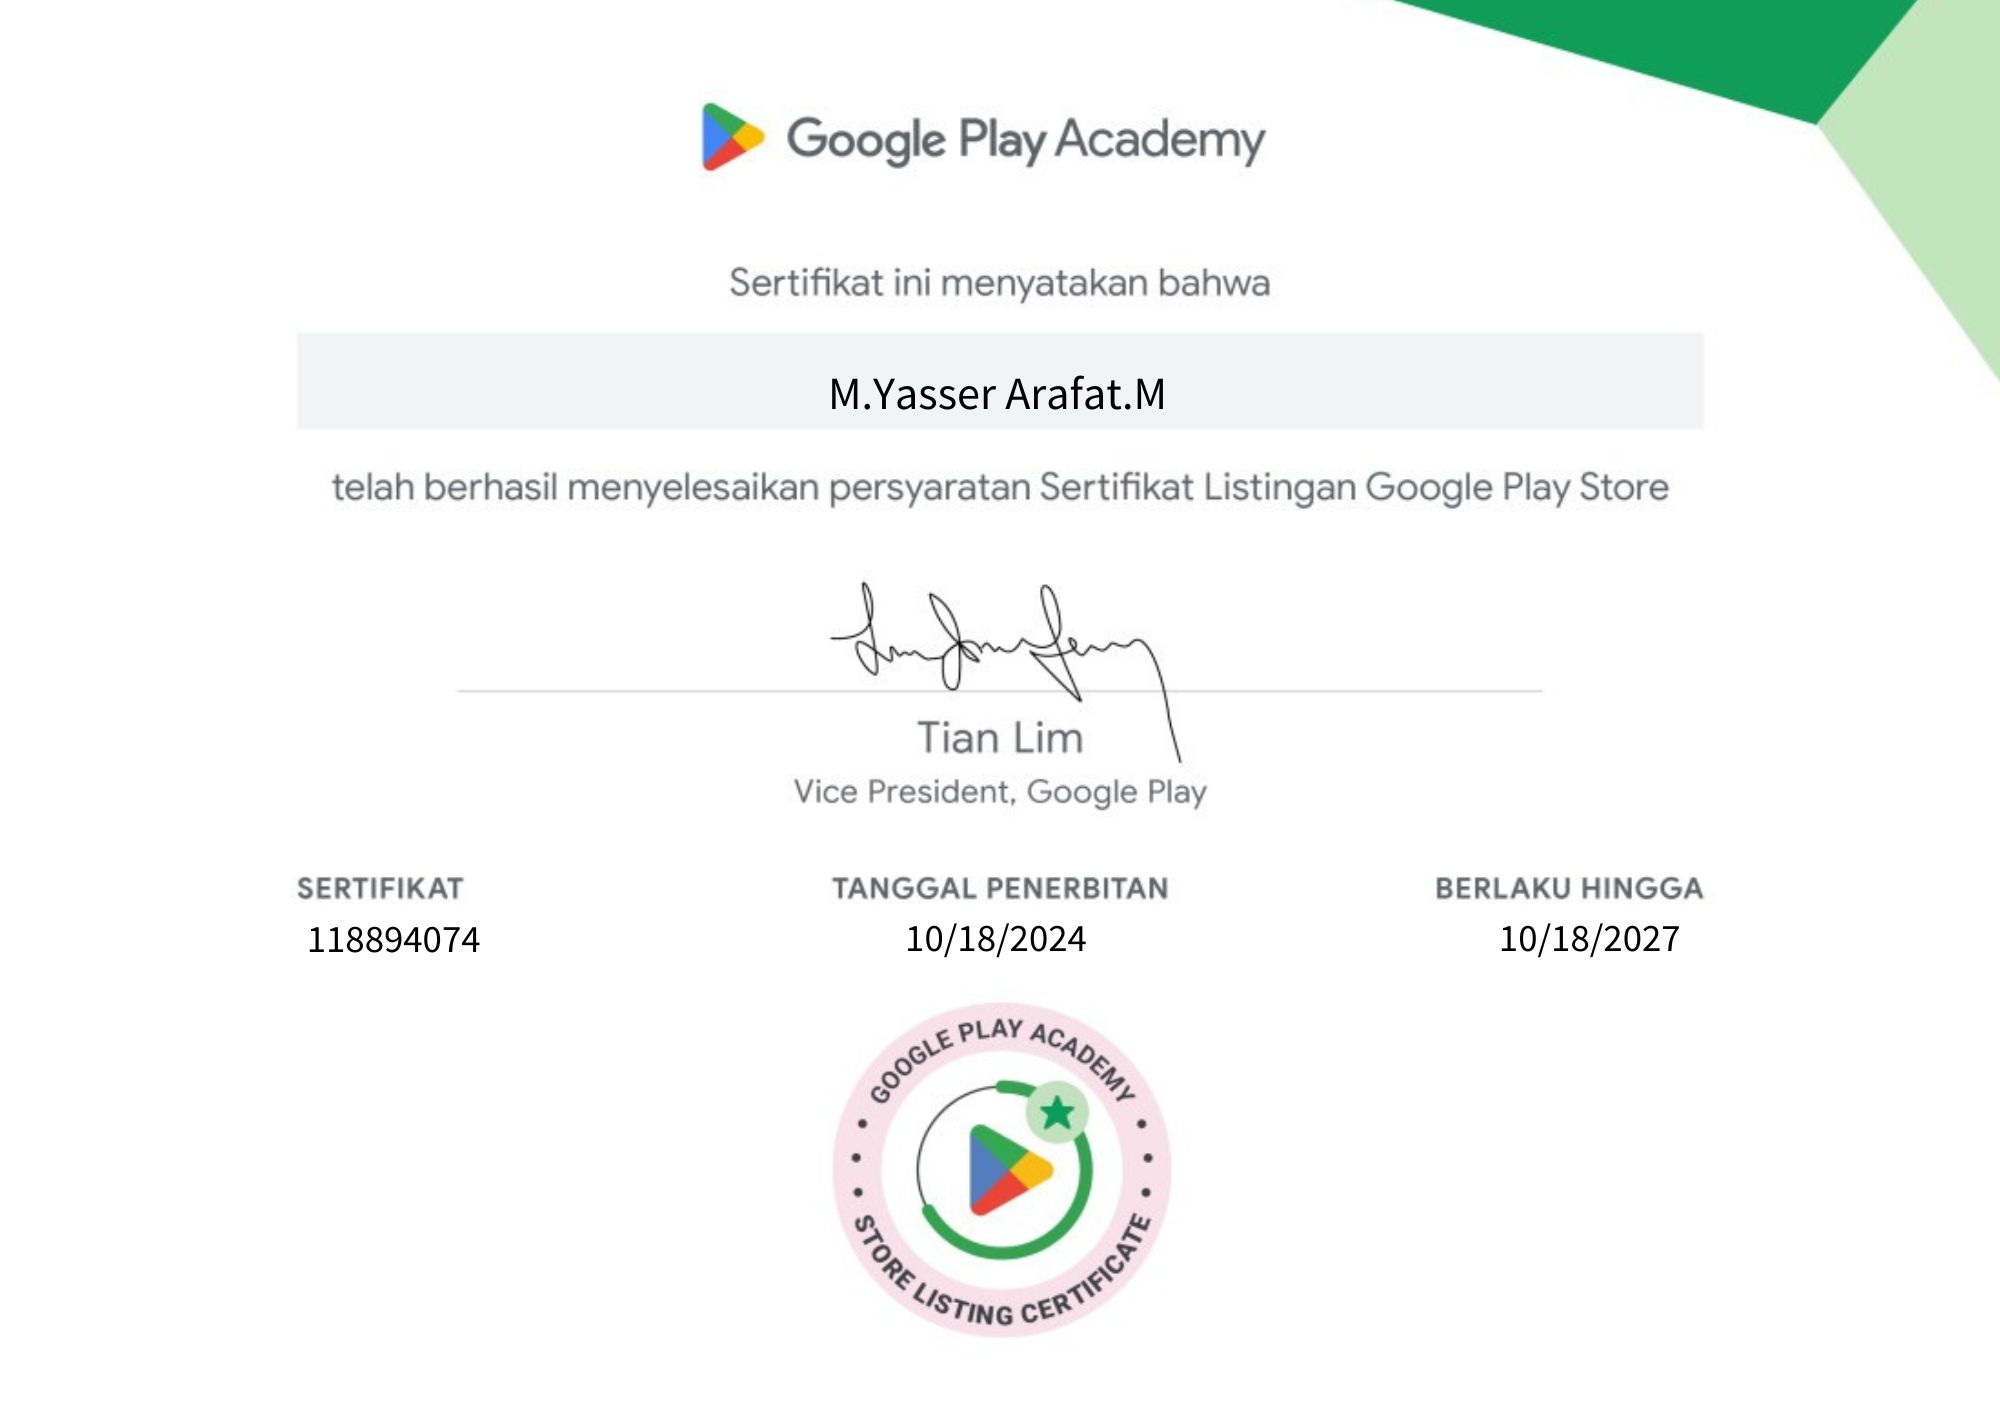 Google Play Academy
Sertifikat ini menyatakan bahwa
M.Yasser Arafat.M
telah berhasil menyelesaikan persyaratan Sertifikat Listingan Google Play Store
Tian Lim
Vice President, Google Play
SERTIFIKAT
118894074
TANGGAL PENERBITAN
10/18/2024
BERLAKU HINGGA
10/18/2027
GOOGLE PLAY ACADEMY
STORE LISTING CERTIFICATE